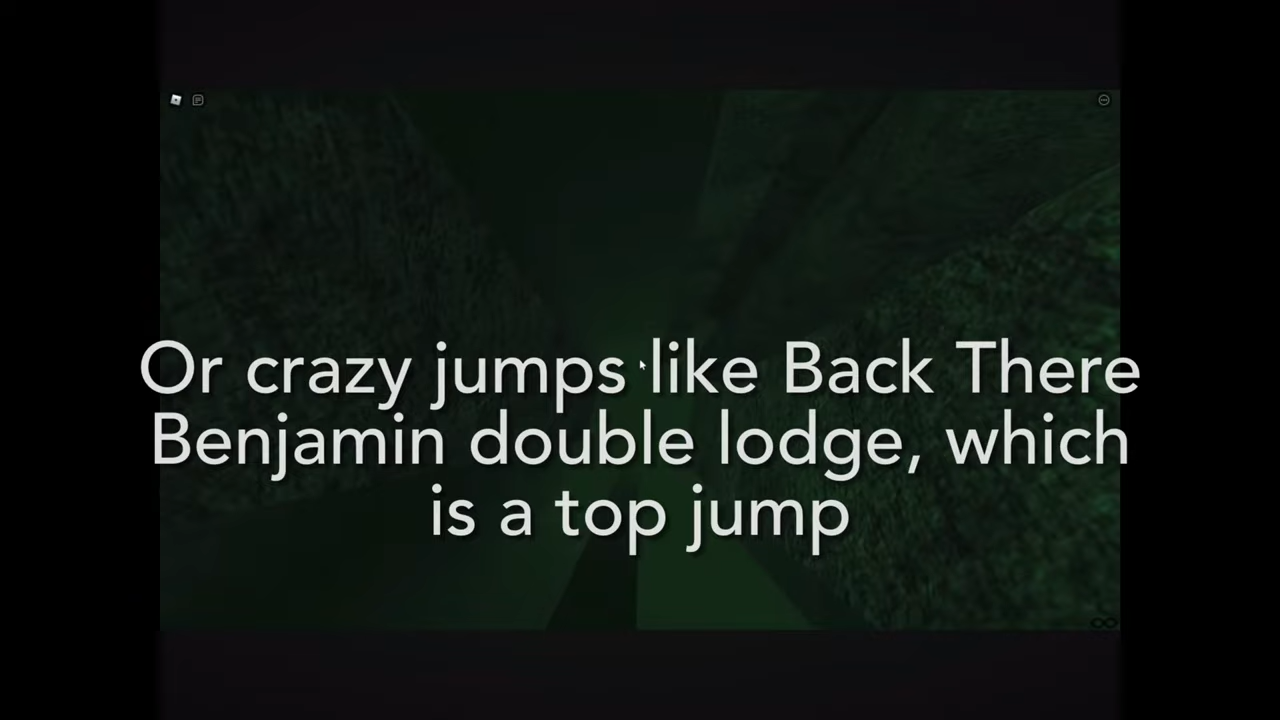 Or crazy jumps like Back There
Benjamin double lodge, which
is a top jump